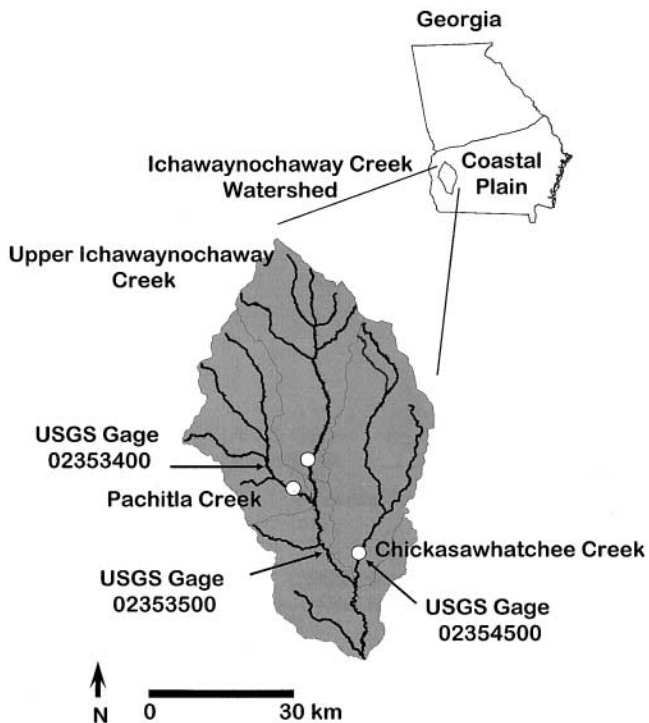 Georgia
Ichawaynochaway Creek
Watershed
Coastal
Plain
Upper Ichawaynochaway
Creek
USGS Gage
02353400
Pachitla Creek
Chickasawhatchee Creek
USGS Gage
02353500
USGS Gage
02354500
N
0 30 km